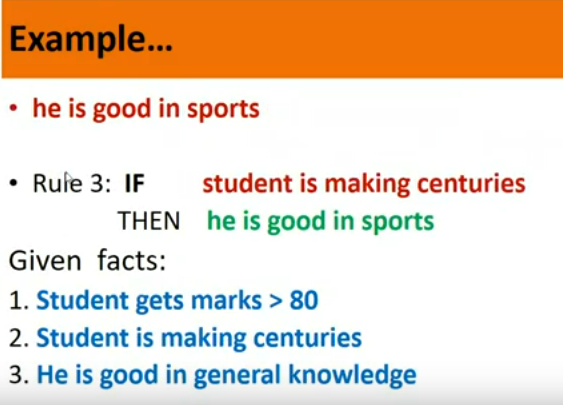 Example...
• he is good in sports
• Rule 3: IF student is making centuries
THEN he is good in sports
Given facts:
1. Student gets marks > 80
2. Student is making centuries
3. He is good in general knowledge